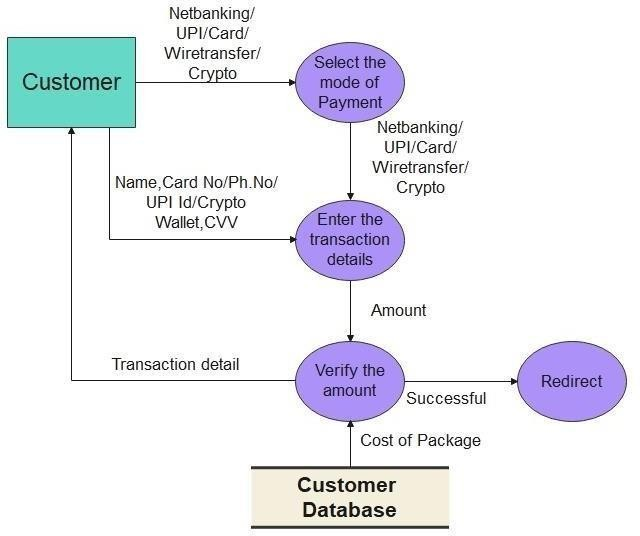 Netbanking/
UPI/Card/
Wiretransfer/
Crypto
Customer
Select the
mode of
Payment
Netbanking/
UPI/Card/
Wiretransfer/
Crypto
Name,Card No/Ph.No/
UPI Id/Crypto
Wallet,CVV
Enter the
transaction
details
Amount
Transaction detail
Verify the
amount
Successful
Redirect
Cost of Package
Customer
Database